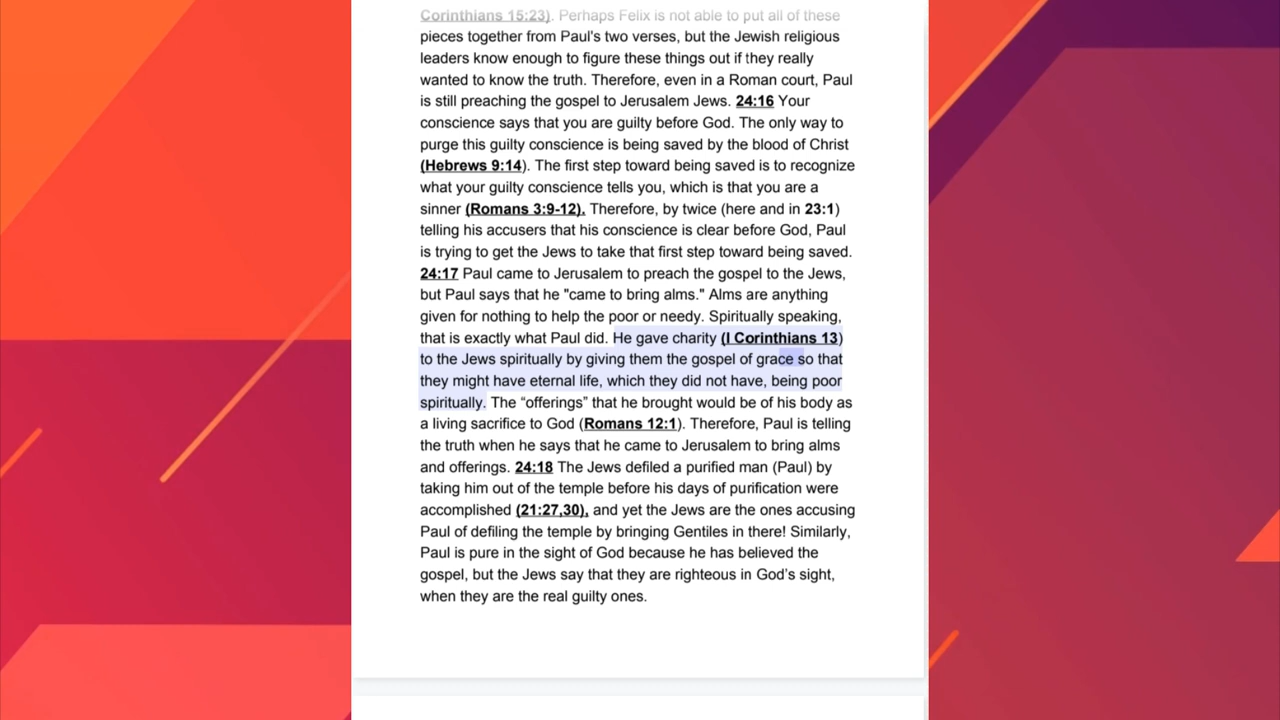 Corinthians 15:23). Perhaps Felix is not able to put all of these
pieces together from Paul's two verses, but the Jewish religious
leaders know enough to figure these things out if they really
wanted to know the truth. Therefore, even in a Roman court, Paul
is still preaching the gospel to Jerusalem Jews. 24:16 Your
conscience says that you are guilty before God. The only way to
purge this guilty conscience is being saved by the blood of Christ
(Hebrews 9:14). The first step toward being saved is to recognize
what your guilty conscience tells you, which is that you are a
sinner (Romans 3:9-12). Therefore, by twice (here and in 23:1)
telling his accusers that his conscience is clear before God, Paul
is trying to get the Jews to take that first step toward being saved.
24:17 Paul came to Jerusalem to preach the gospel to the Jews,
but Paul says that he "came to bring alms." Alms are anything
given for nothing to help the poor or needy. Spiritually speaking,
that is exactly what Paul did. He gave charity (I Corinthians 13)
to the Jews spiritually by giving them the gospel of grace so that
they might have eternal life, which they did not have, being poor
spiritually. The “offerings” that he brought would be of his body as
a living sacrifice to God (Romans 12:1). Therefore, Paul is telling
the truth when he says that he came to Jerusalem to bring alms
and offerings. 24:18 The Jews defiled a purified man (Paul) by
taking him out of the temple before his days of purification were
accomplished (21:27,30), and yet the Jews are the ones accusing
Paul of defiling the temple by bringing Gentiles in there! Similarly,
Paul is pure in the sight of God because he has believed the
gospel, but the Jews say that they are righteous in God’s sight,
when they are the real guilty ones.